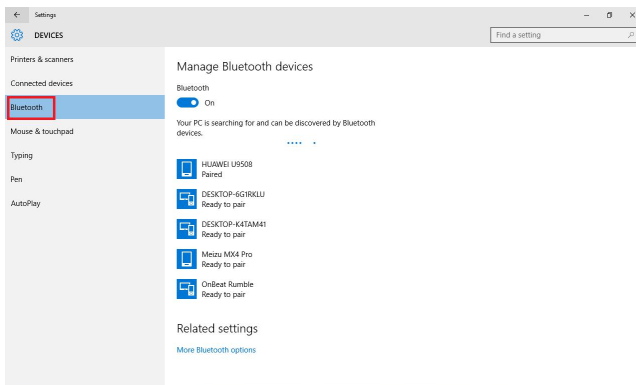 Settings
DEVICES
Find a setting
Printers & scanners
Connected devices
Bluetooth
Mouse & touchpad
Typing
Pen
AutoPlay
Manage Bluetooth devices
Bluetooth
On
Your PC is searching for and can be discovered by Bluetooth
devices.
HUAWEI U9508
Paired
DESKTOP-6G1RKLU
Ready to pair
DESKTOP-K4TAM41
Ready to pair
Meizu MX4 Pro
Ready to pair
OnBeat Rumble
Ready to pair
Related settings
More Bluetooth options